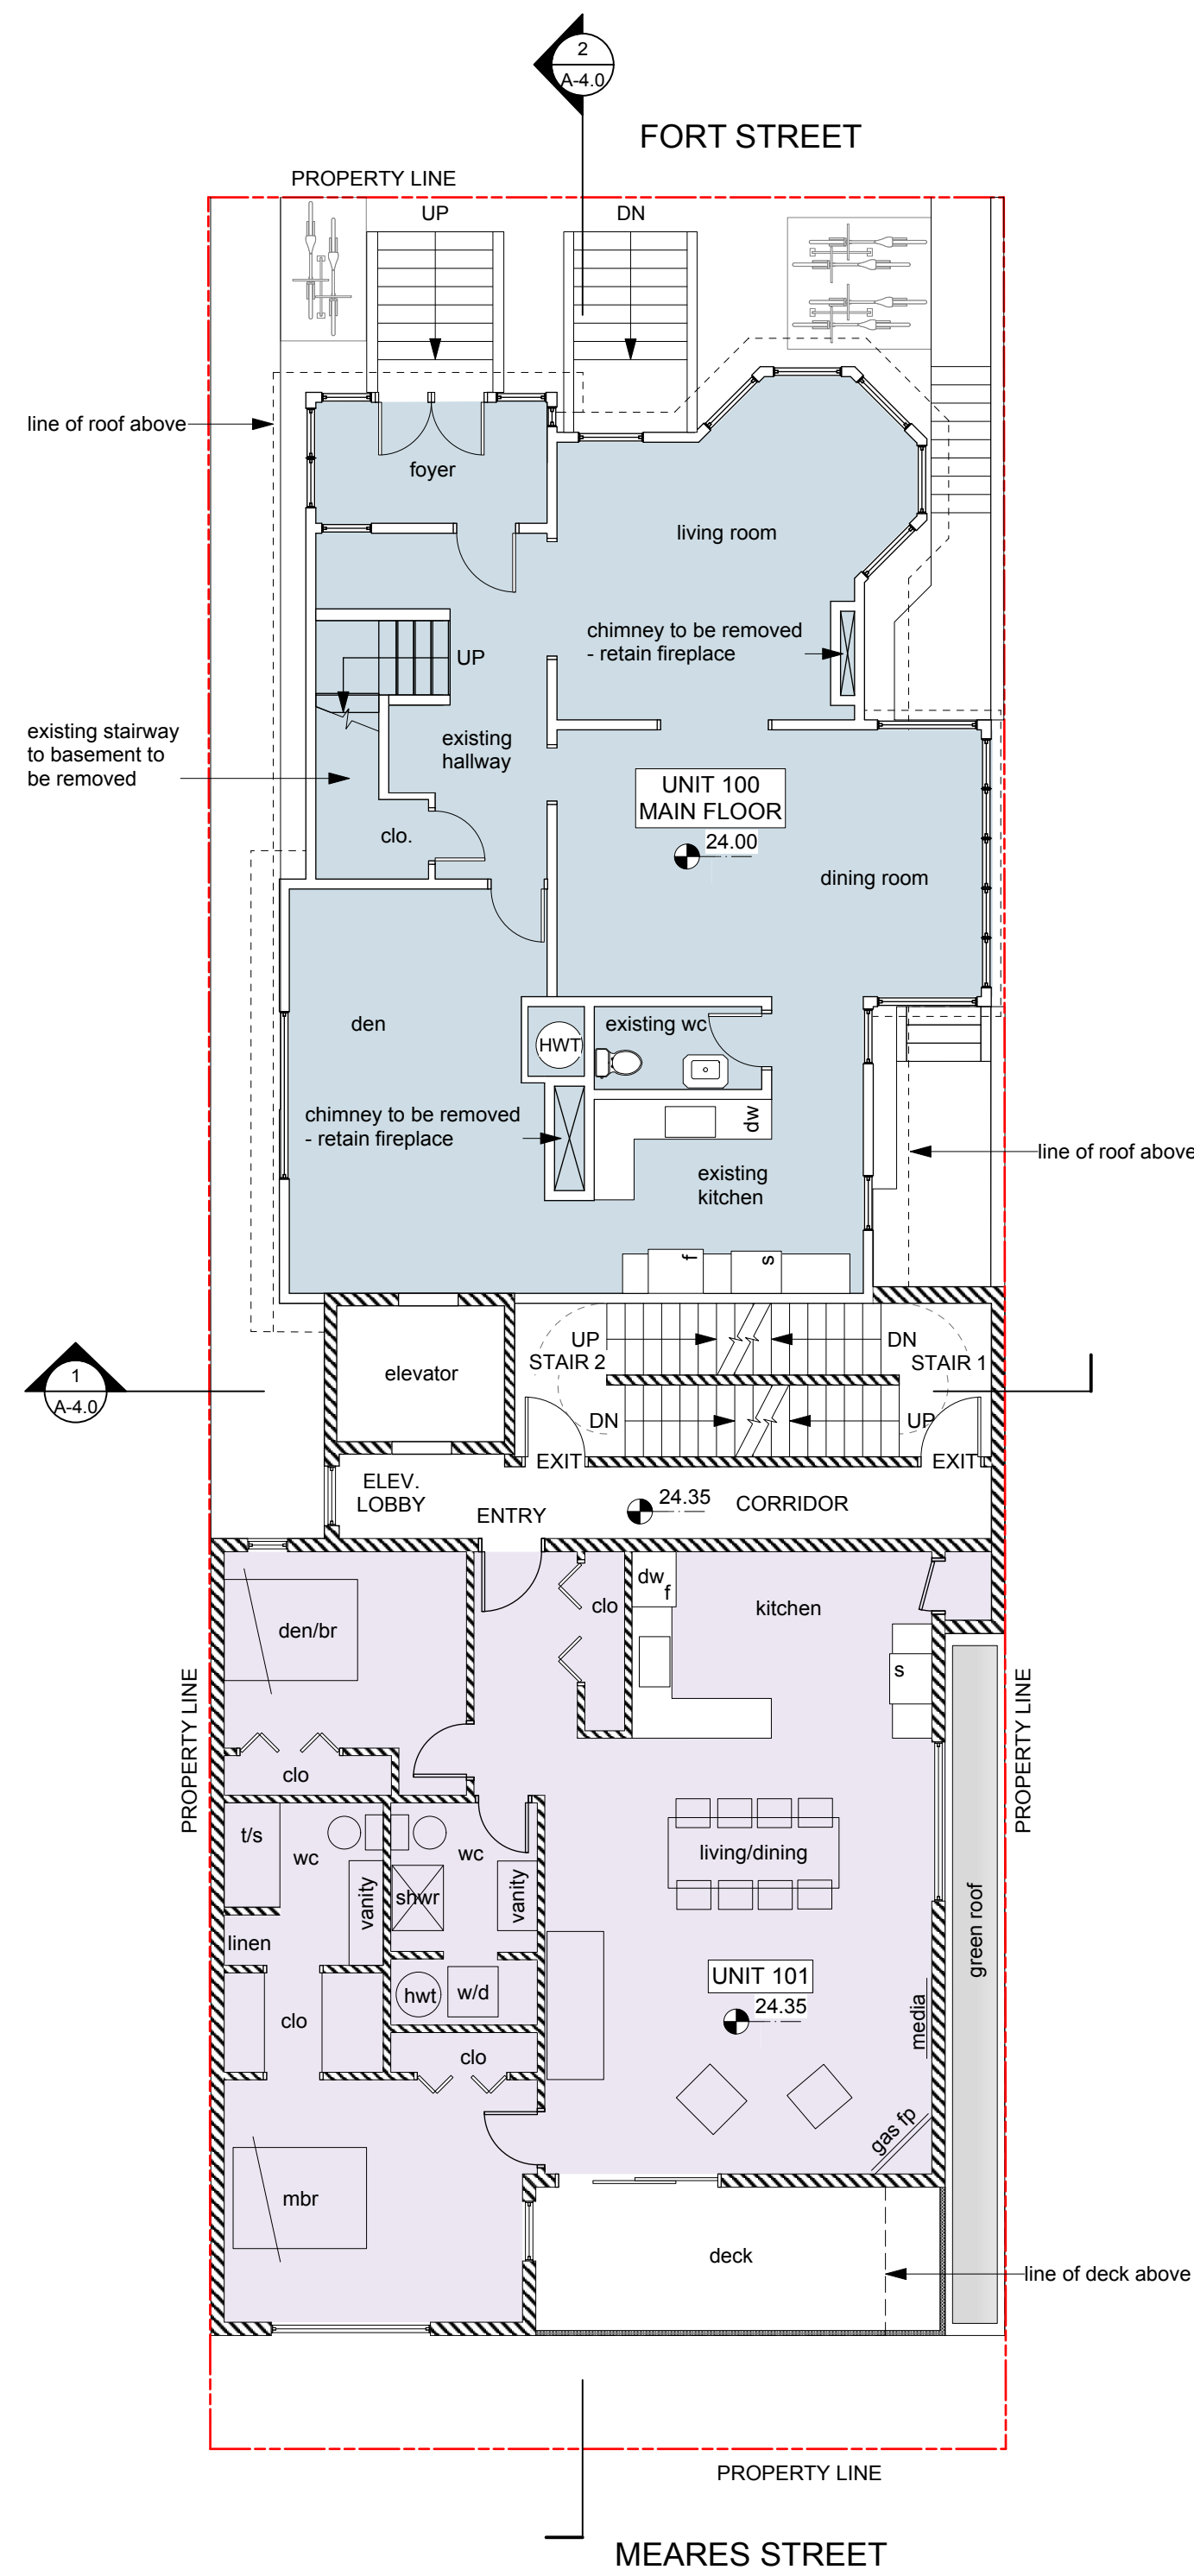 2
A-4.0
FORT STREET
PROPERTY LINE
UP
DN
line of roof above
foyer
living room
chimney to be removed
- retain fireplace
UP
existing stairway
to basement to
be removed
existing
hallway
UNIT 100
MAIN FLOOR
24.00
clo.
dining room
den
existing wc
HWT
chimney to be removed
- retain fireplace
dw
line of roof above
existing
kitchen
f
s
UP
DN
STAIR 2
STAIR 1
elevator
1
A-4.0
DN
UP
EXIT
EXIT
ELEV.
LOBBY
24.35
CORRIDOR
ENTRY
dw
f
clo
kitchen
den/br
s
PROPERTY LINE
PROPERTY LINE
clo
t/s
wc
wc
living/dining
vanity
shwr
vanity
linen
green roof
UNIT 101
24.35
hwt
w/d
clo
media
clo
gas fp
mbr
deck
line of deck above
PROPERTY LINE
MEARES STREET